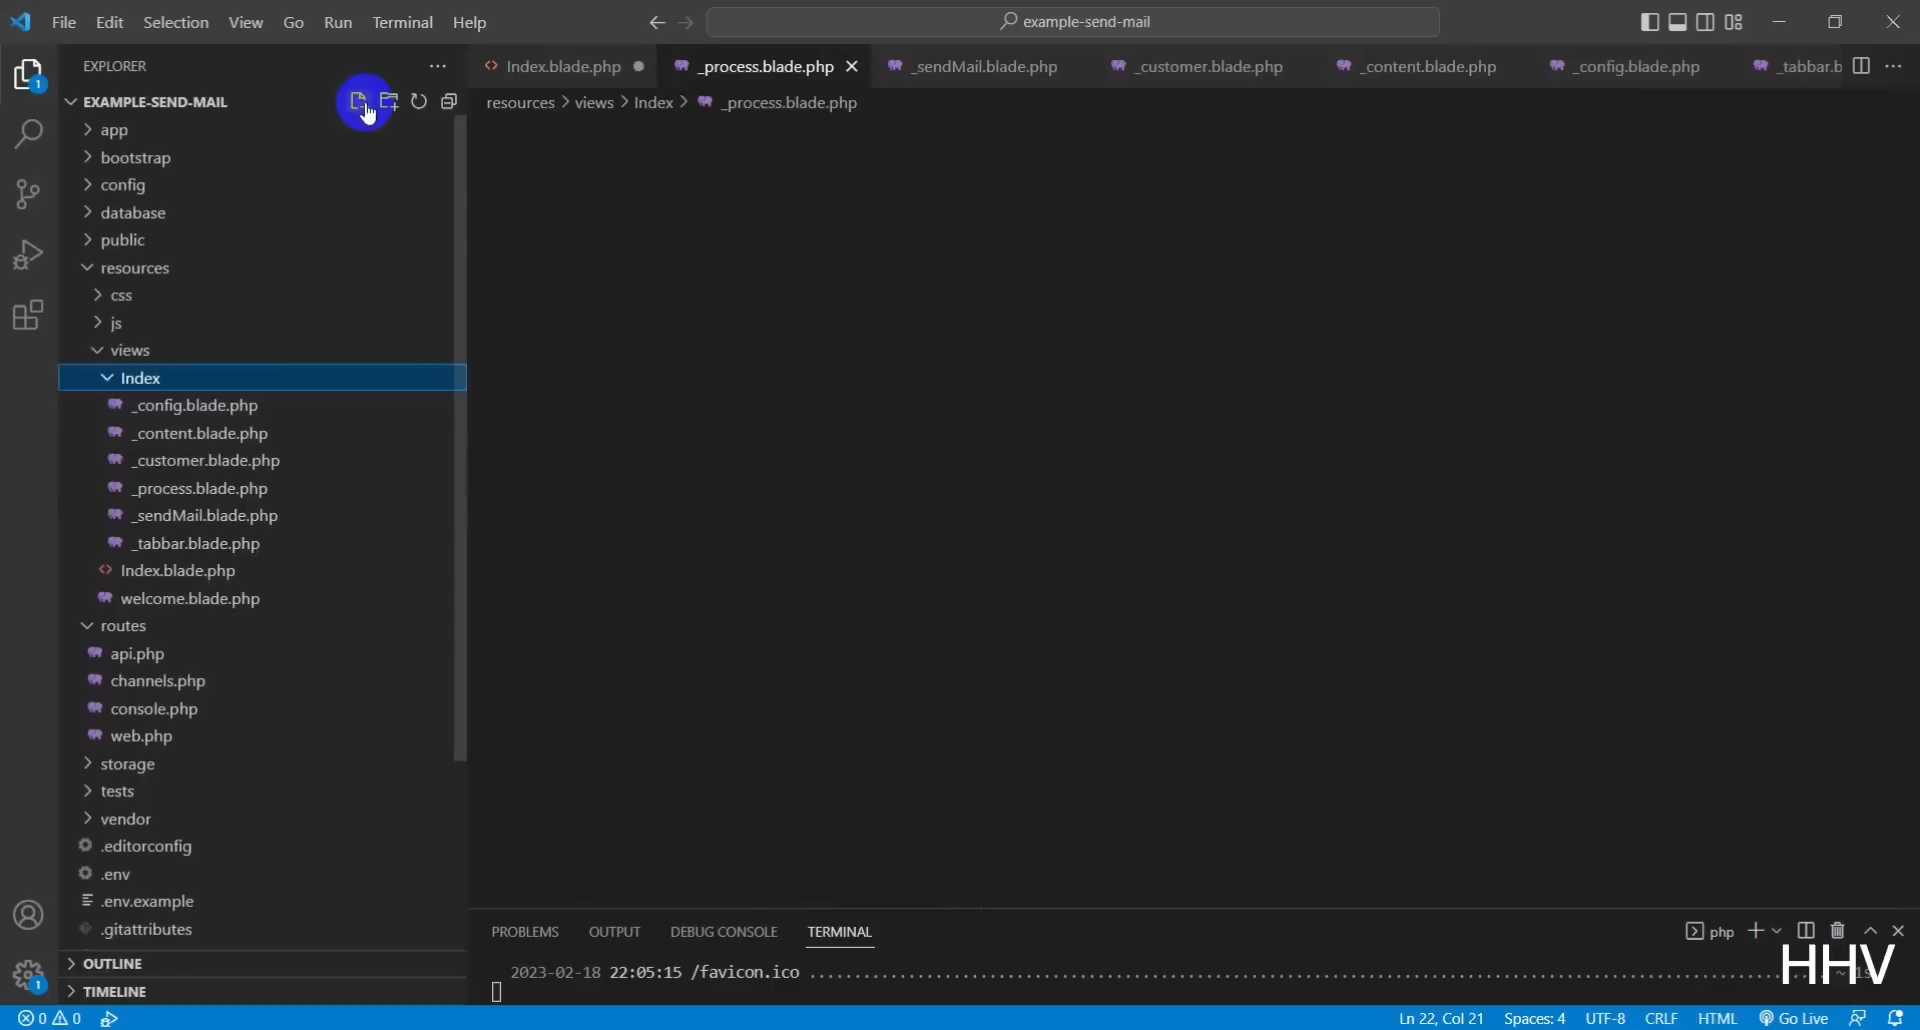 File Edit Selection View Go Run Terminal Help
example-send-mail
EXPLORER
Index.blade.php
_process.blade.php
_sendMail.blade.php
_customer.blade.php
_content.blade.php
_config.blade.php
_tabbar.b
1
EXAMPLE-SEND-MAIL
resources > views > Index > _process.blade.php
app
bootstrap
config
database
public
resources
css
js
views
Index
_config.blade.php
_content.blade.php
_customer.blade.php
_process.blade.php
_sendMail.blade.php
_tabbar.blade.php
Index.blade.php
welcome.blade.php
routes
api.php
channels.php
console.php
web.php
storage
tests
vendor
.editorconfig
.env
.env.example
.gitattributes
OUTLINE
TIMELINE
1
PROBLEMS OUTPUT DEBUG CONSOLE TERMINAL
php
2023-02-18 22:05:15 /favicon.ico ........................................ ~ 1s
HHV
0 0
Ln 22, Col 21 Spaces: 4 UTF-8 CRLF HTML Go Live